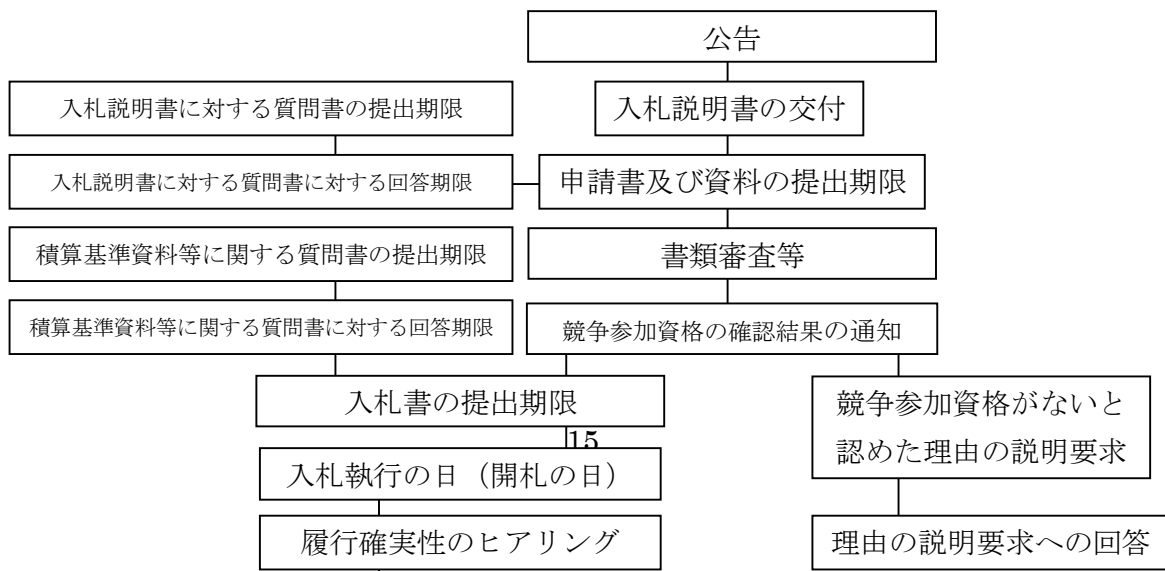 公告
入札説明書に対する質問書の提出期限
入札説明書の交付
入札説明書に対する質問書に対する回答期限
申請書及び資料の提出期限
積算基準資料等に関する質問書の提出期限
書類審査等
積算基準資料等に関する質問書に対する回答期限
競争参加資格の確認結果の通知
入札書の提出期限
競争参加資格がないと
認めた理由の説明要求
15
入札執行の日（開札の日）
履行確実性のヒアリング
理由の説明要求への回答